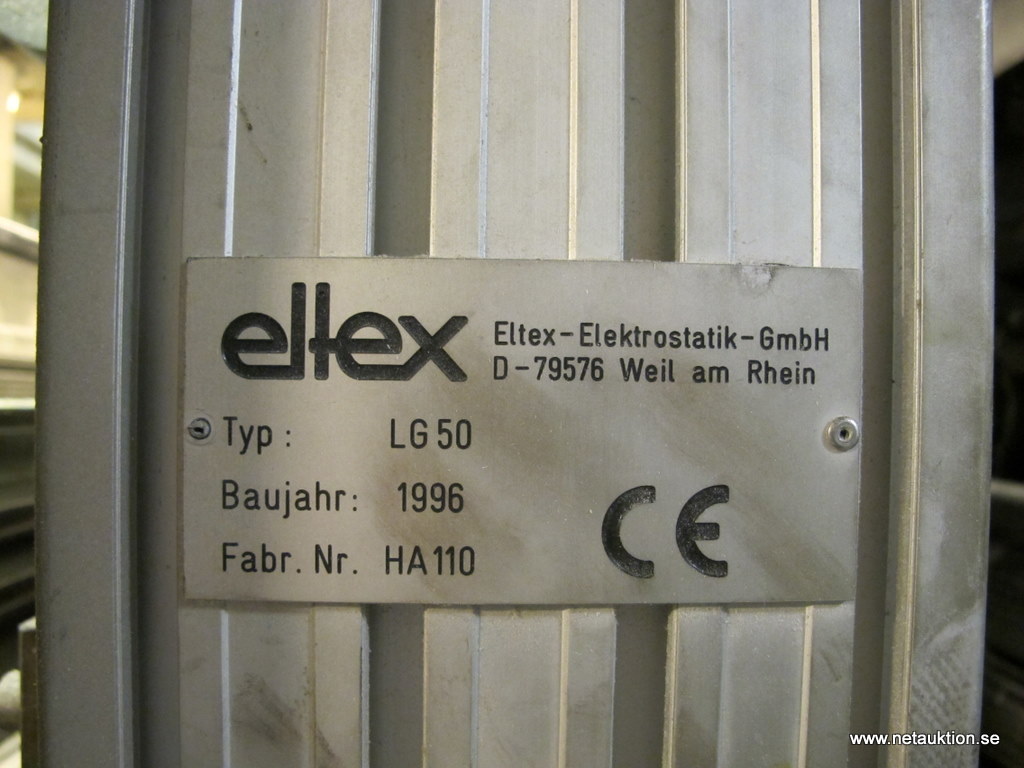 eltex
Eltex-Elektrostatik-GmbH
D-79576 Weil am Rhein
Typ: LG 50
Baujahr: 1996
Fabr. Nr. HA110
CE
www.netauktion.se